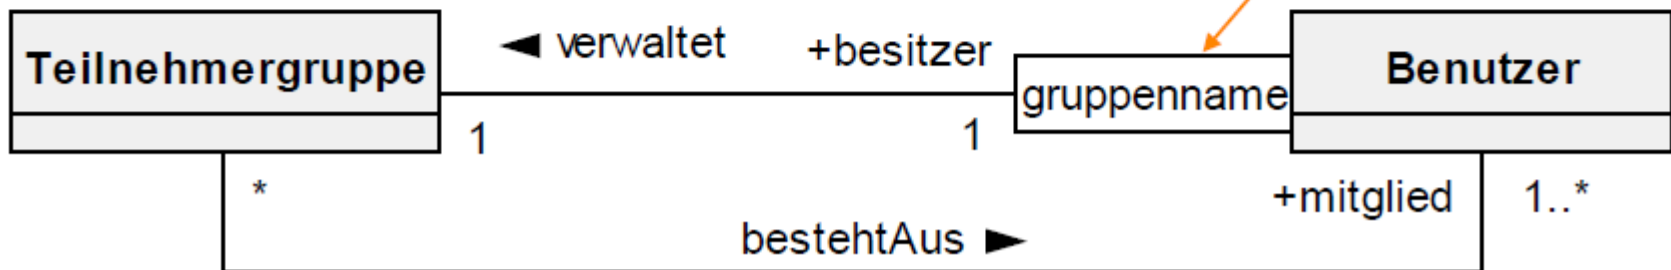 ◄ verwaltet +besitzer
Teilnehmergruppe Benutzer
gruppenname
1 1
* +mitglied 1..*
bestehtAus ►